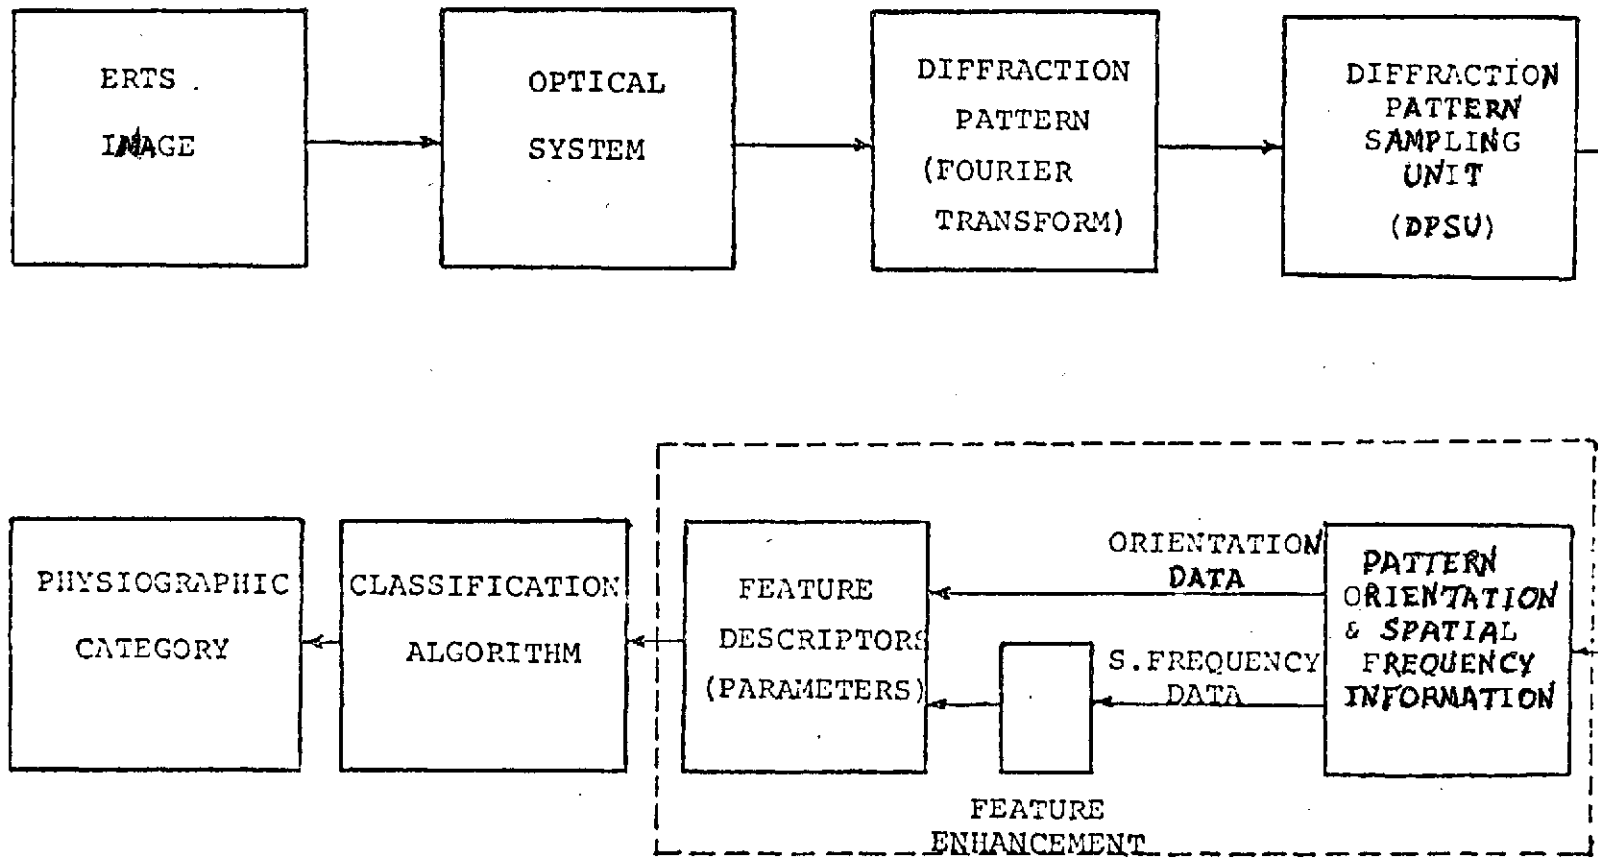 ERTS
IMAGE
OPTICAL
SYSTEM
DIFFRACTION
PATTERN
(FOURIER
TRANSFORM)
DIFFRACTION
PATTERN
SAMPLING
UNIT
(DPSU)
PHYSIOGRAPHIC
CATEGORY
CLASSIFICATION
ALGORITHM
FEATURE
DESCRIPTORS
(PARAMETERS)
ORIENTATION
DATA
S.FREQUENCY
DATA
FEATURE
ENHANCEMENT
PATTERN
ORIENTATION
& SPATIAL
FREQUENCY
INFORMATION